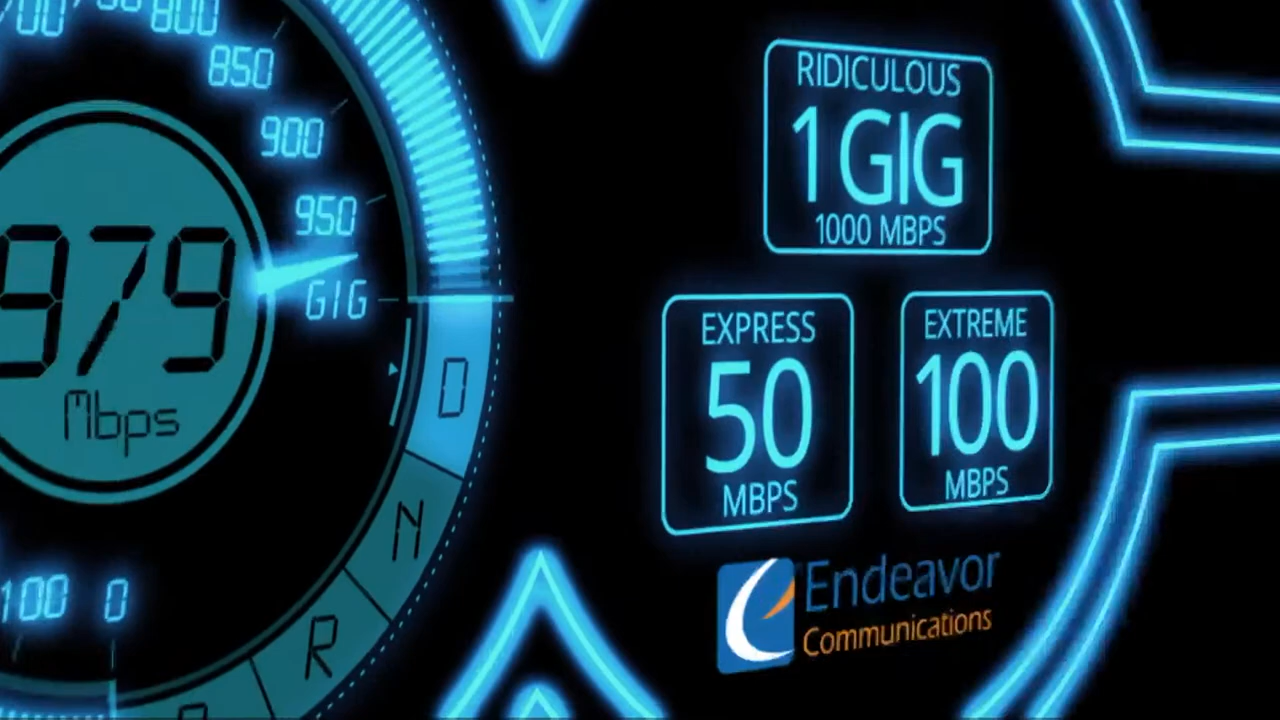 700
800
850
900
950
GIG
979
Mbps
100
0
D
N
R
RIDICULOUS
1 GIG
1000 MBPS
EXPRESS
50
MBPS
EXTREME
100
MBPS
Endeavor
Communications